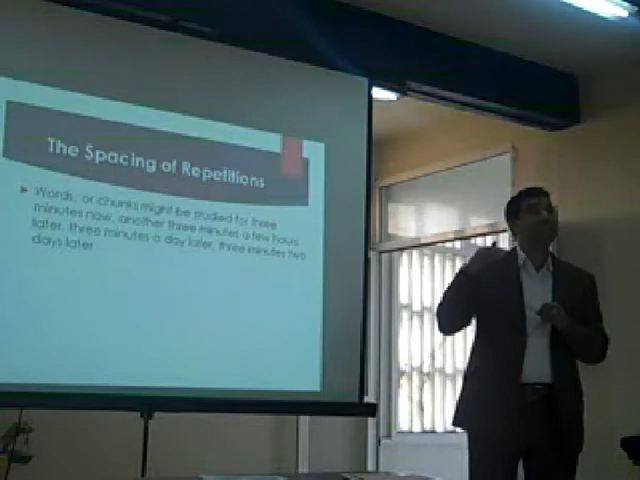 The Spacing of Repetitions
Words, or chunks might be studied for three
minutes now, another three minutes a few hours
later, three minutes a day later, three minutes two
days later